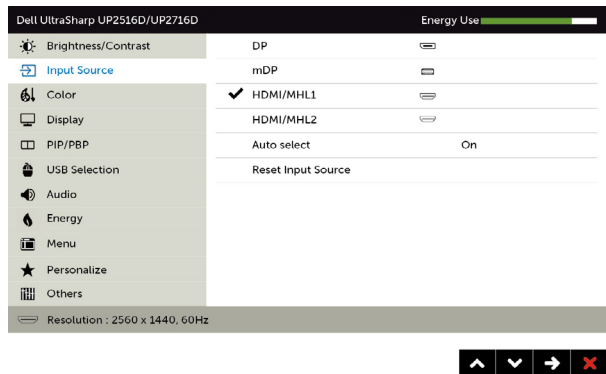 Dell UltraSharp UP2516D/UP2716D Energy Use
Brightness/Contrast
Input Source
Color
Display
PIP/PBP
USB Selection
Audio
Energy
Menu
Personalize
Others
DP
mDP
HDMI/MHL1
HDMI/MHL2
Auto select On
Reset Input Source
Resolution : 2560 x 1440, 60Hz